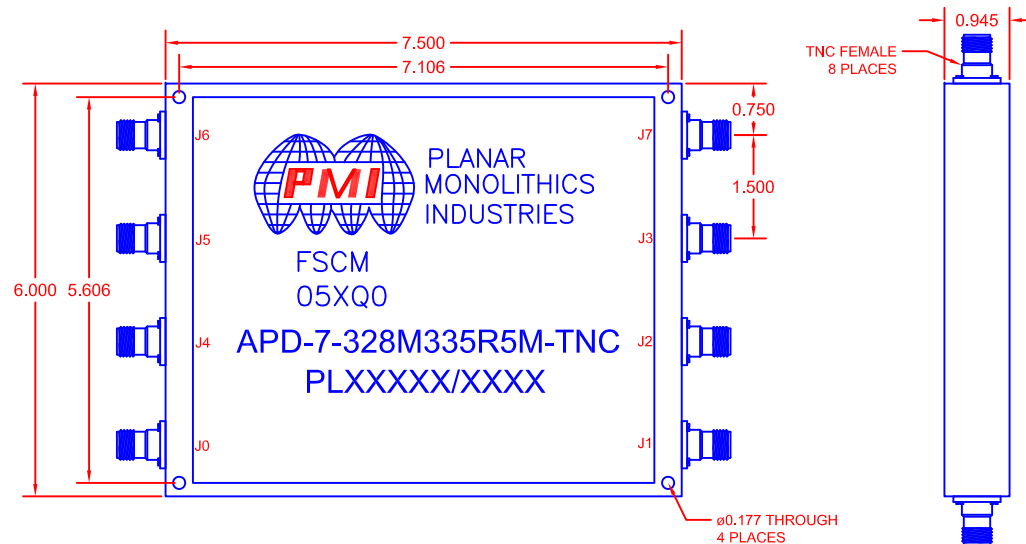 7.500
7.106
0.945
TNC FEMALE
8 PLACES
0.750
1.500
6.000
5.606
J6
J7
PMI
PLANAR
MONOLITHICS
INDUSTRIES
J5
J3
FSCM
05XQ0
J4
APD-7-328M335R5M-TNC
J2
PLXXXXX/XXXX
J0
J1
ø0.177 THROUGH
4 PLACES